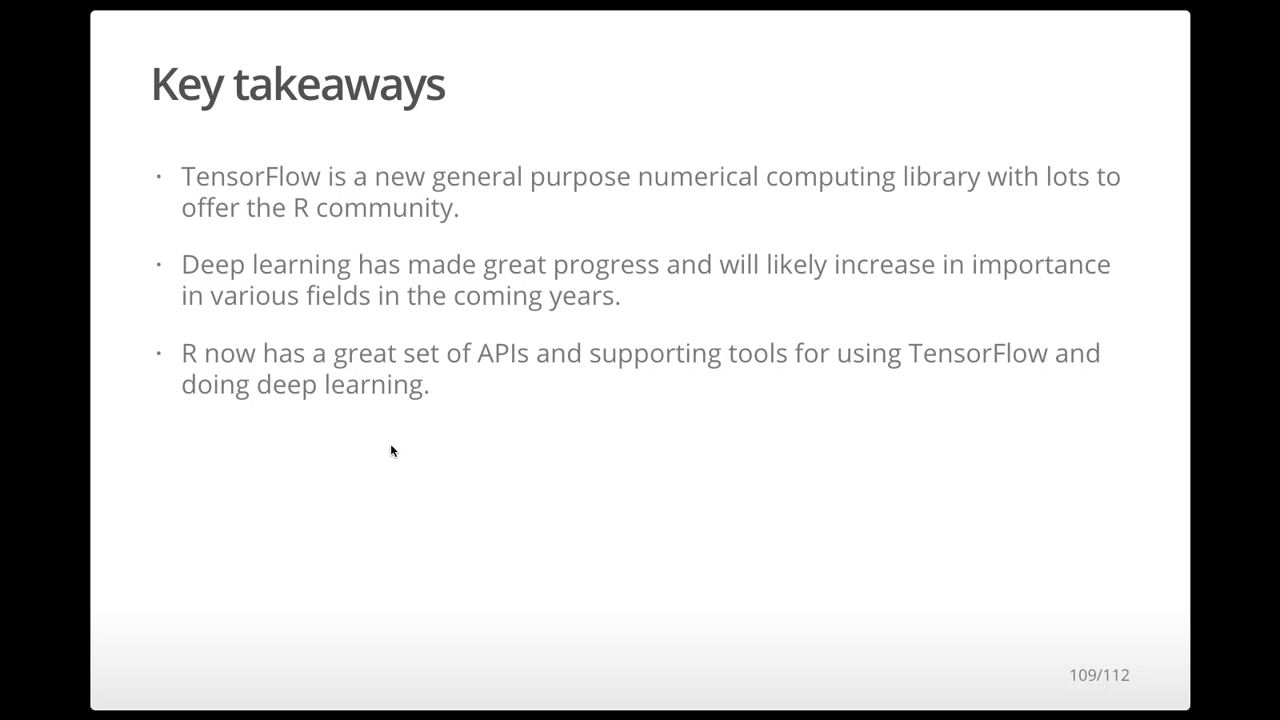 Key takeaways
· TensorFlow is a new general purpose numerical computing library with lots to
offer the R community.
· Deep learning has made great progress and will likely increase in importance
in various fields in the coming years.
· R now has a great set of APIs and supporting tools for using TensorFlow and
doing deep learning.
109/112